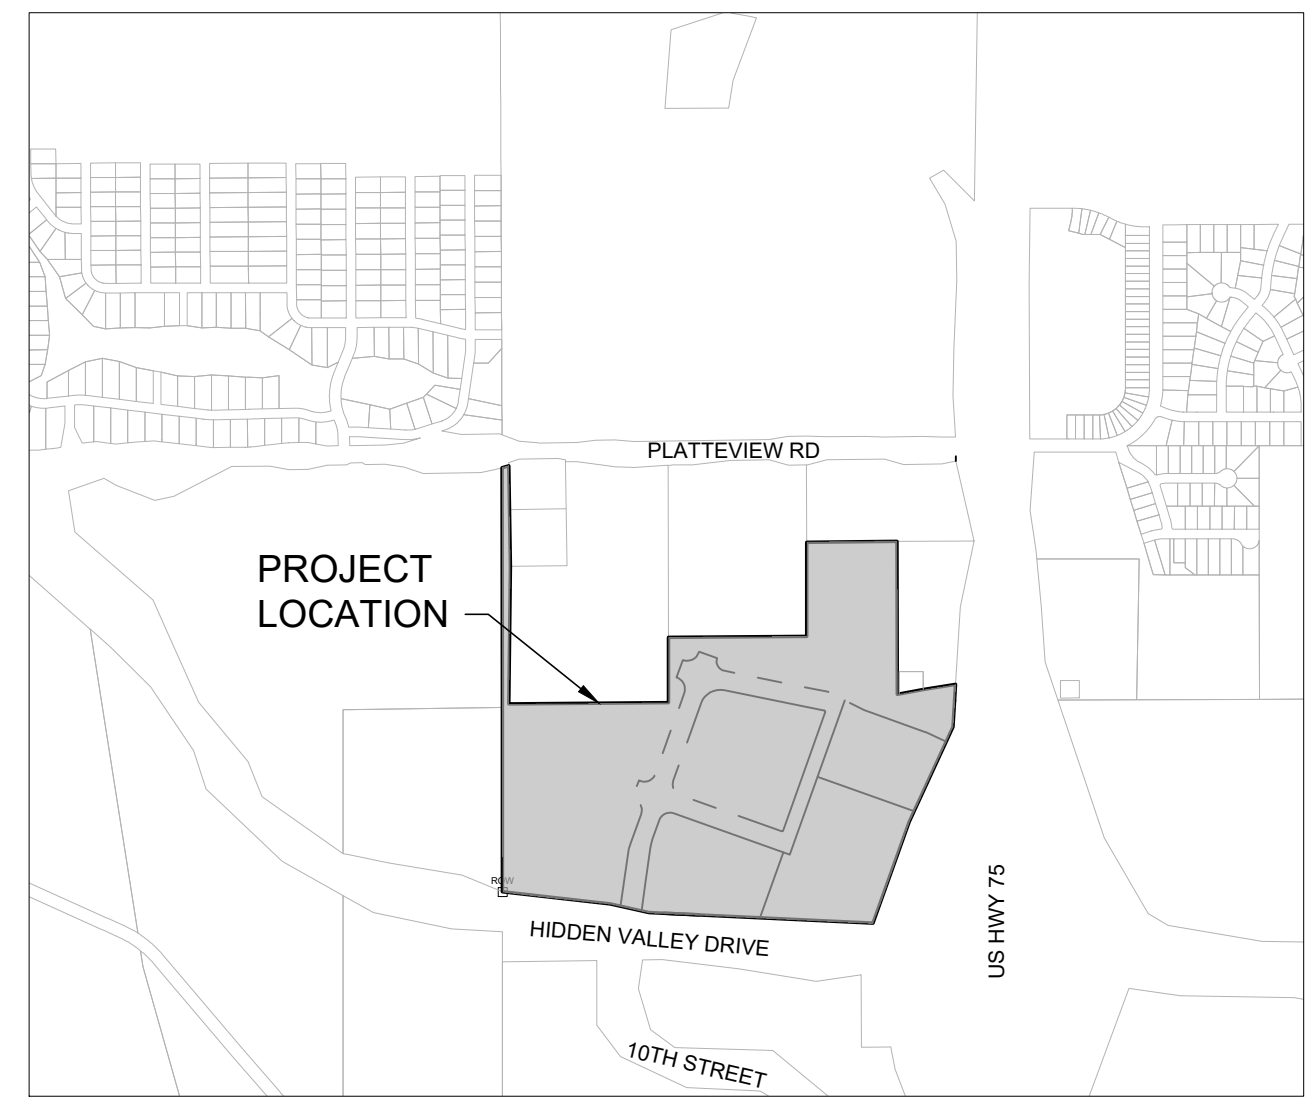 PLATTEVIEW RD
PROJECT
LOCATION
ROW
HIDDEN VALLEY DRIVE
US HWY 75
10TH STREET